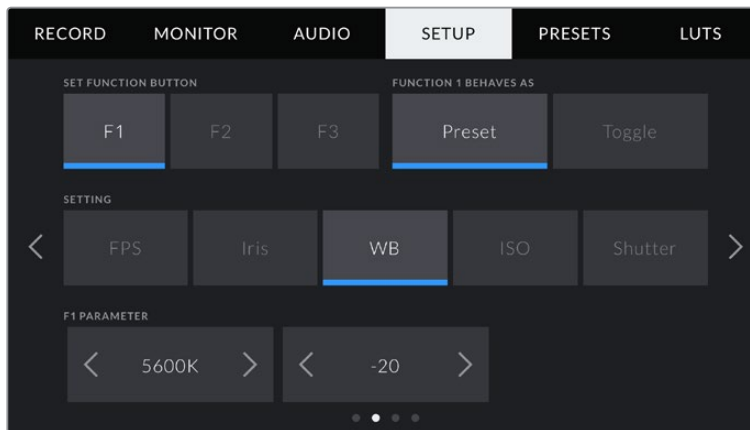 RECORD MONITOR AUDIO SETUP PRESETS LUTS
SET FUNCTION BUTTON FUNCTION 1 BEHAVES AS
F1 F2 F3 Preset Toggle
SETTING
FPS Iris WB ISO Shutter
F1 PARAMETER
5600K -20